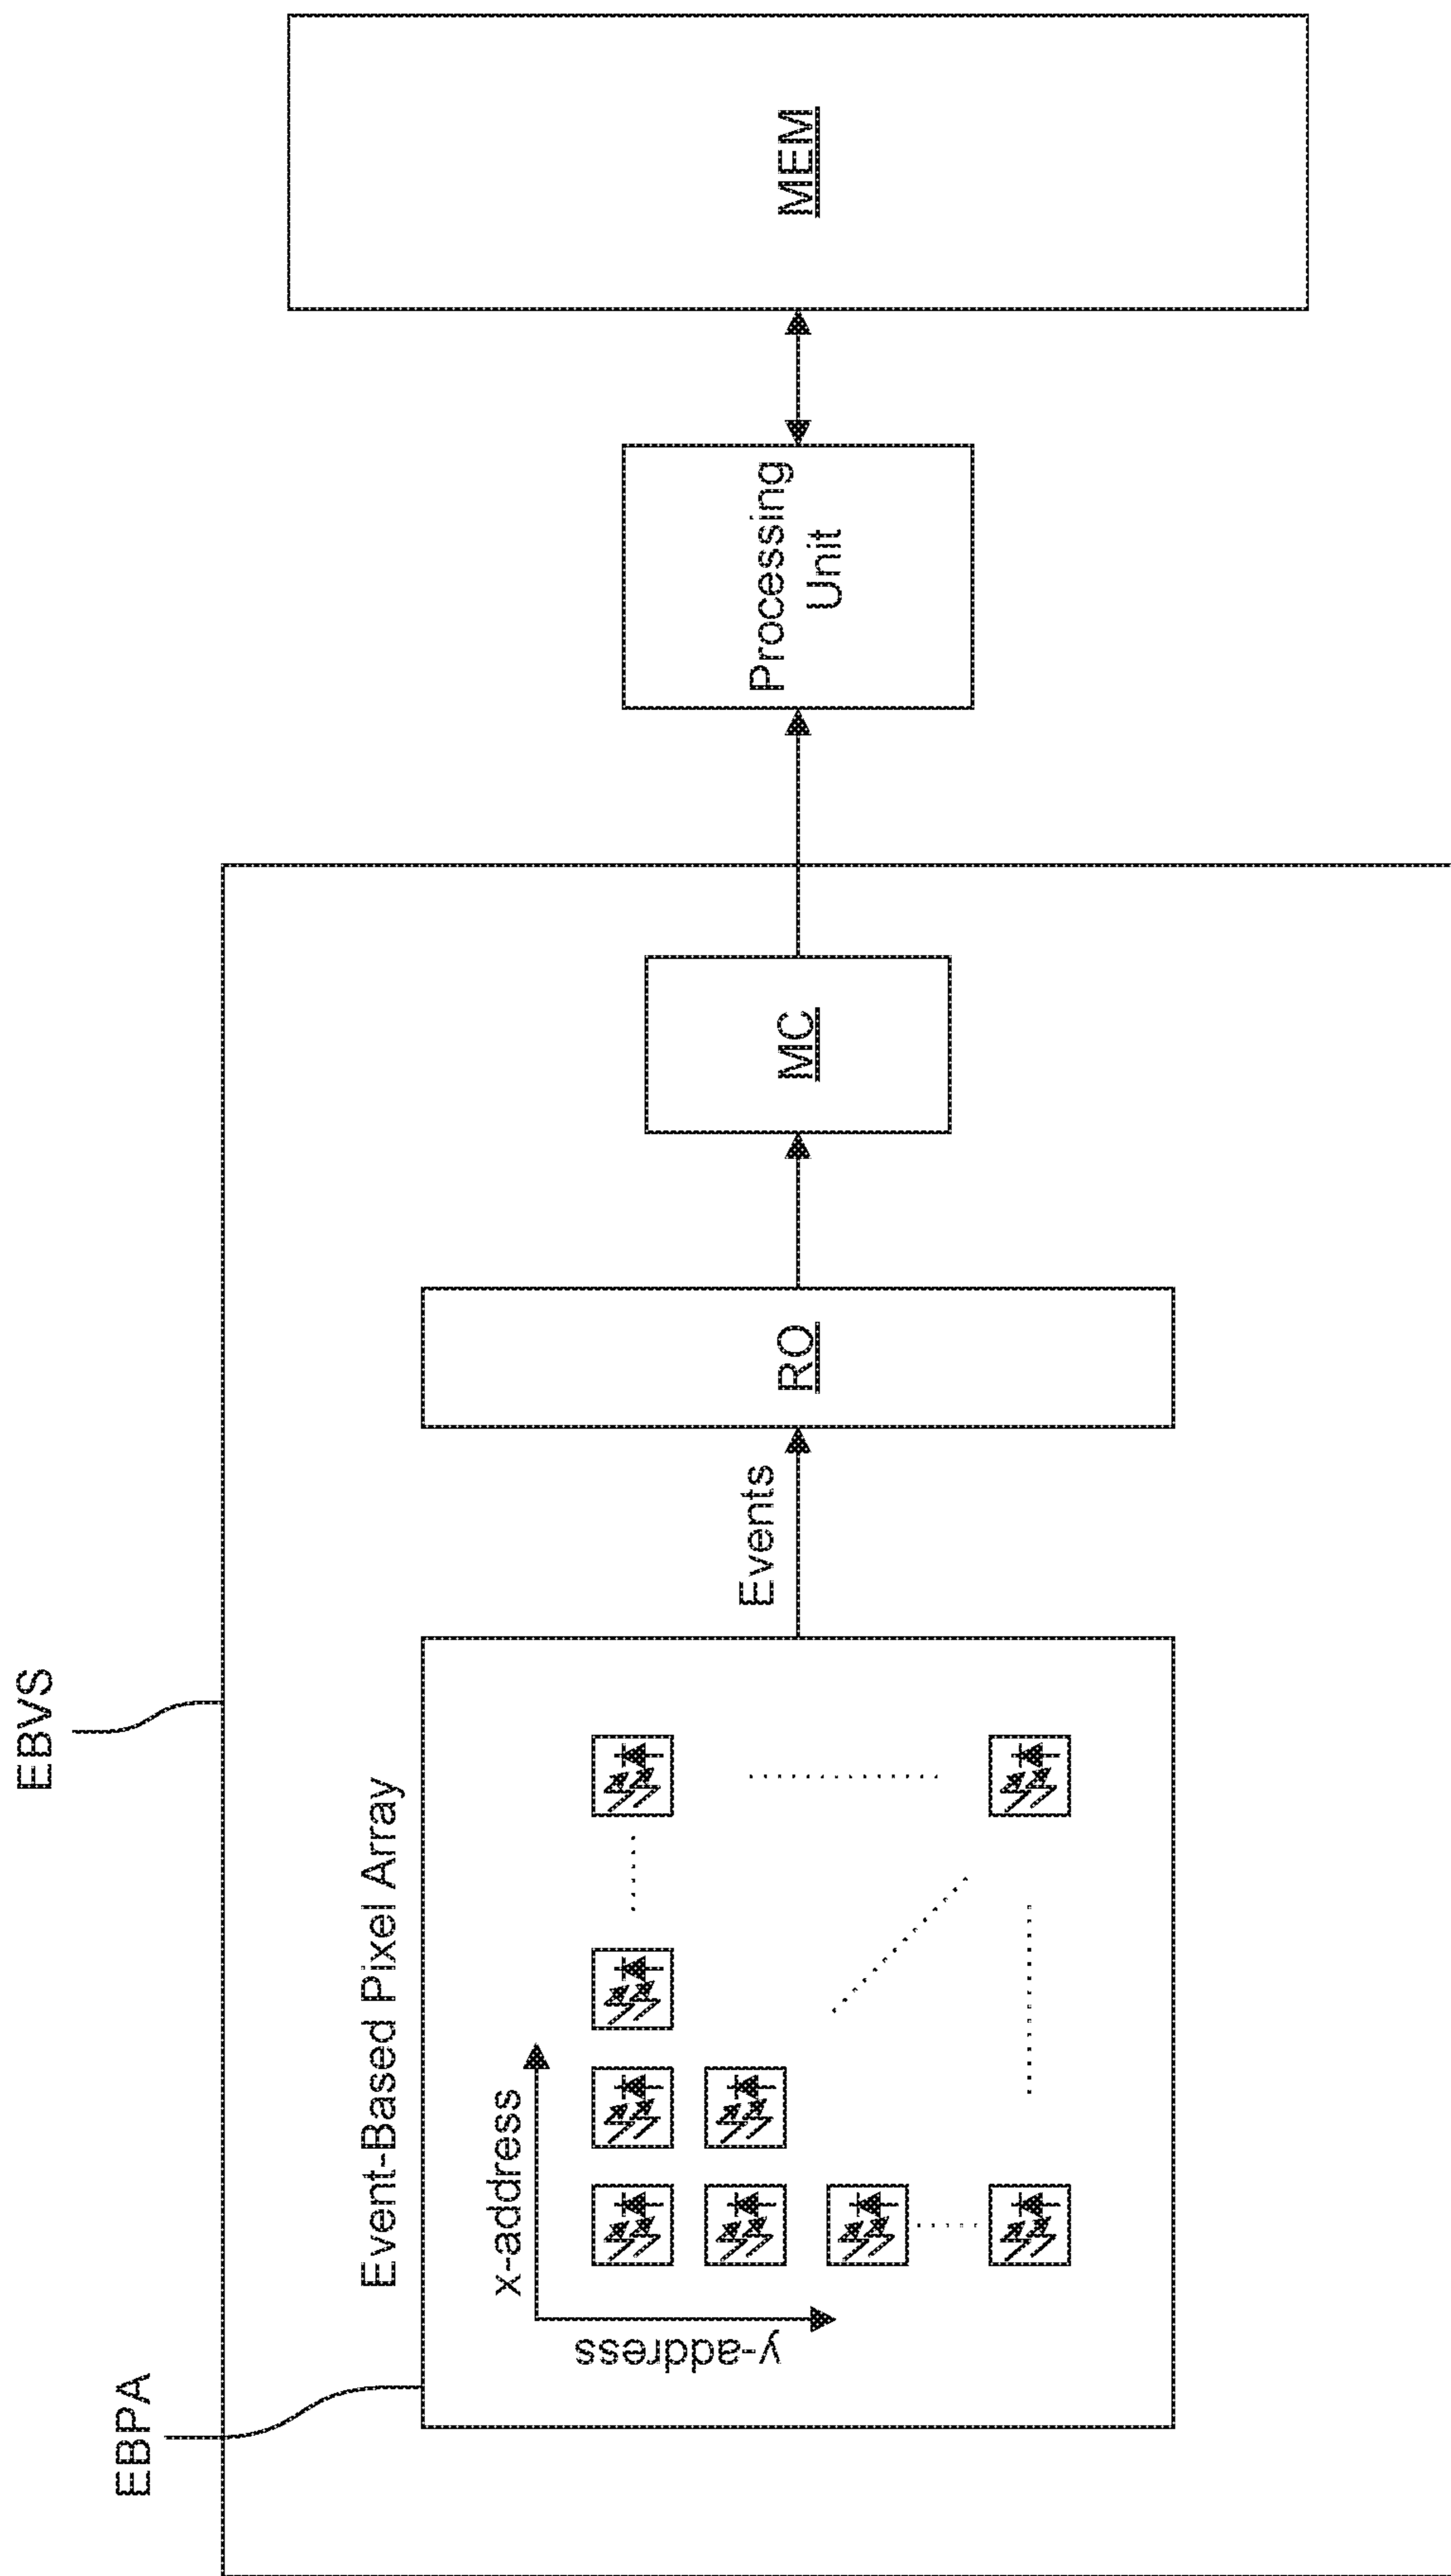 EBVS
EBPA
Event-Based Pixel Array
x-address
y-address
Events
RO
MC
Processing
Unit
MEM